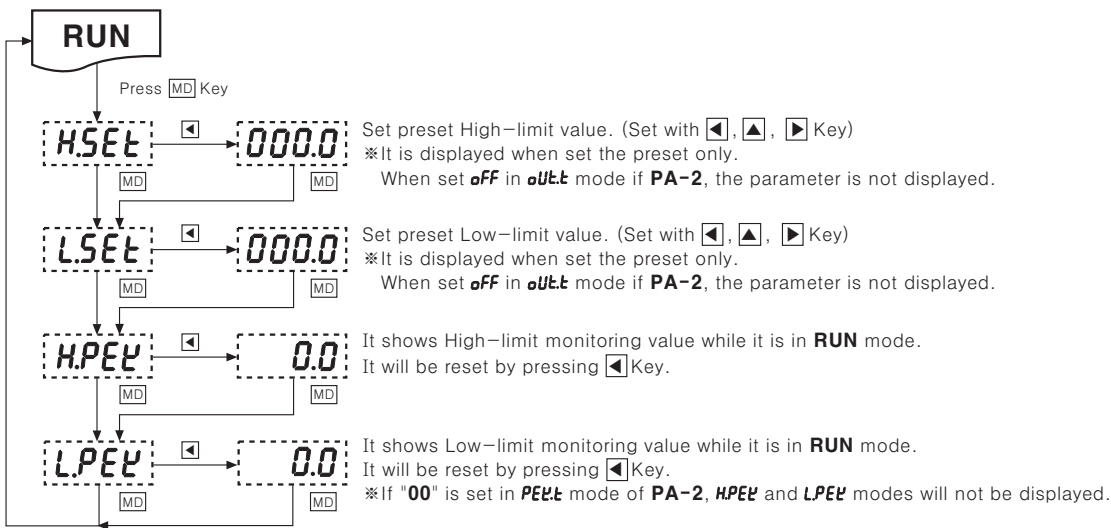 RUN
Press MD Key
H.SEt ◀ 000.0 Set preset High-limit value. (Set with ◀, ▲, ▶ Key)
※It is displayed when set the preset only.
MD MD When set oFF in oUt.t mode if PA-2, the parameter is not displayed.
L.SEt ◀ 000.0 Set preset Low-limit value. (Set with ◀, ▲, ▶ Key)
※It is displayed when set the preset only.
MD MD When set oFF in oUt.t mode if PA-2, the parameter is not displayed.
H.PEK ◀ 0.0 It shows High-limit monitoring value while it is in RUN mode.
It will be reset by pressing ◀ Key.
MD MD
L.PEK ◀ 0.0 It shows Low-limit monitoring value while it is in RUN mode.
It will be reset by pressing ◀ Key.
MD MD ※If "00" is set in PEK.t mode of PA-2, H.PEK and L.PEK modes will not be displayed.